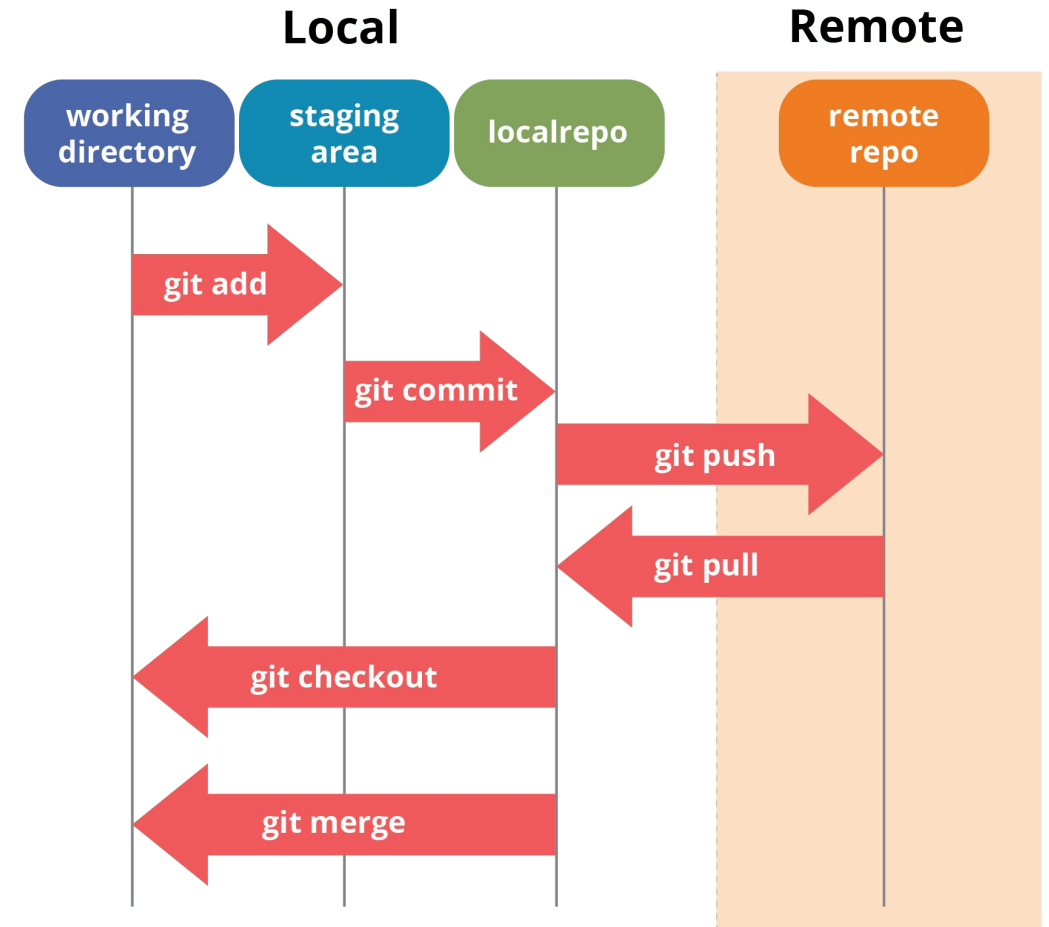 Local
Remote
working
directory
staging
area
localrepo
remote
repo
git add
git commit
git push
git pull
git checkout
git merge